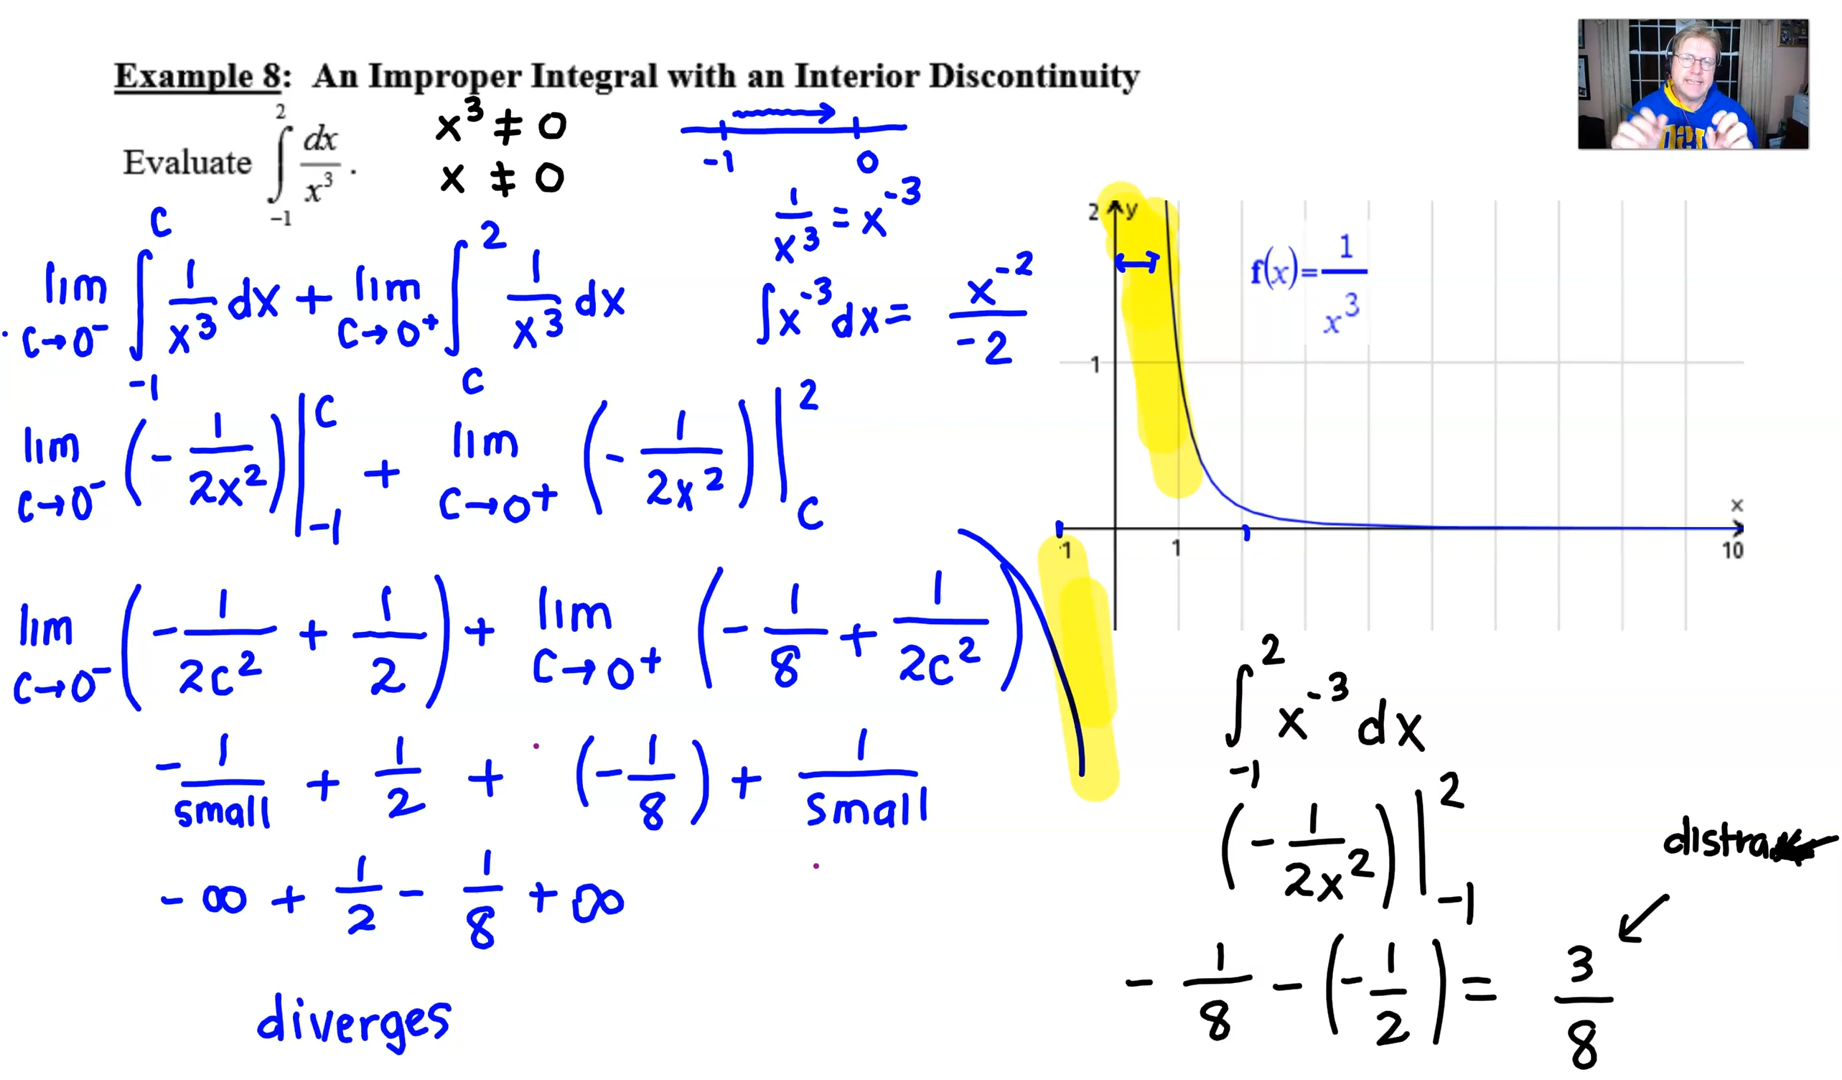 Example 8: An Improper Integral with an Interior Discontinuity
Evaluate ∫_{-1}^{2} dx/x³ .
x³ ≠ 0
x ≠ 0
-1 0
1/x³ = x⁻³
∫x⁻³dx = x⁻²/-2
lim_{c→0⁻} ∫_{-1}^{c} 1/x³ dx + lim_{c→0⁺} ∫_{c}^{2} 1/x³ dx
lim_{c→0⁻} (-1/2x²)|_{-1}^{c} + lim_{c→0⁺} (-1/2x²)|_{c}^{2}
lim_{c→0⁻} (-1/2c² + 1/2) + lim_{c→0⁺} (-1/8 + 1/2c²)
-1/small + 1/2 + (-1/8) + 1/small
-∞ + 1/2 - 1/8 + ∞
diverges
2 y
f(x)=1/x³
1
x
-1 1 10
∫_{-1}^{2} x⁻³ dx
(-1/2x²)|_{-1}^{2}
-1/8 - (-1/2) = 3/8